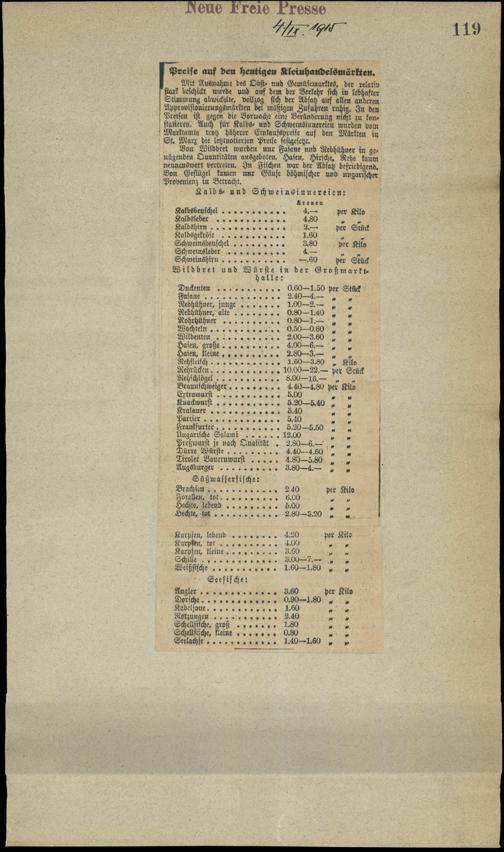 Neue Freie Presse
4/IX. 1915
119
Preise auf den heutigen Kleinhandelsmärkten.
Mit Ausnahme des Obst- und Gemüsemarktes, der relativ
stark beschickt wurde und auf dem der Verkehr sich in lebhafter
Stimmung abwickelte, vollzog sich der Absatz auf allen anderen
Approvisionierungsmärkten bei mäßigen Zufuhren ruhig. In den
Preisen ist gegen die Vorwoche eine Veränderung nicht zu kon-
statieren. Auch für Kalbs- und Schweinsinnereien wurden vom
Marktamte trotz höherer Einkaufspreise auf den Märkten in
St. Marx die letztnotierten Preise festgesetzt.
Von Wildbret wurden nur Fasane und Rebhühner in ge-
nügenden Quantitäten ausgeboten. Hasen, Hirsche, Rehe kaum
nennenswert vertreten. In Fischen war der Absatz befriedigend.
Von Geflügel kamen nur Gänse böhmischer und ungarischer
Provenienz in Betracht.
Kalbs- und Schweinsinnereien:
Kronen
Kalbsbeuschel . . . 4.— per Kilo
Kalbsleber . . . 4.80 " "
Kalbshirn . . . 2.— per Stück
Kalbsgekröse . . . 1.60 " "
Schweinsbeuschel . . . 3.80 per Kilo
Schweinsleber . . . 4.— " "
Schweinshirn . . . —.60 per Stück
Wildbret und Würste in der Großmarkt-
halle:
Duckenten . . . 0.60—1.50 per Stück
Fasane . . . 2.40—4.— " "
Rebhühner, junge . . . 1.00—2.— " "
Rebhühner, alte . . . 0.80—1.40 " "
Rohrhühner . . . 0.80—1.— " "
Wachteln . . . 0.50—0.60 " "
Wildenten . . . 2.00—3.60 " "
Hasen, große . . . 4.00—6.— " "
Hasen, kleine . . . 2.80—3.— " "
Rehfleisch . . . 1.60—3.80 " Kilo
Rehrücken . . . 10.00—22.— per Stück
Rehschlögel . . . 8.00—16.— " "
Braunschweiger . . . 4.40—4.80 per Kilo
Extrawurst . . . 5.00 " "
Knackwurst . . . 5.20—5.40 " "
Krakauer . . . 5.40 " "
Pariser . . . 5.40 " "
Frankfurter . . . 5.20—5.50 " "
Ungarische Salami . . 12.00 " "
Preßwurst je nach Qualität . 2.80—6.— " "
Dürre Würste . . . 4.40—4.60 " "
Tiroler Bauernwurst . . . 4.80—5.80 " "
Augsburger . . . 3.80—4.— " "
Süßwasserfische:
Brachsen . . . 2.40 per Kilo
Forellen, tot . . . 6.00 " "
Hechte, lebend . . . 5.00 " "
Hechte, tot . . . 2.80—3.20 " "
Karpfen, lebend . . . 4.20 per Kilo
Karpfen, tot . . . 4.00 " "
Karpfen, kleine . . . 3.60 " "
Schille . . . 3.00—7.— " "
Weißfische . . . 1.60—1.80 " "
Seefische:
Angler . . . 3.60 per Kilo
Dorsche . . . 0.90—1.80 " "
Kabeljaue . . . 1.60 " "
Rotzungen . . . 2.40 " "
Schellfische, groß . . . 1.80 " "
Schellfische, kleine . . . 0.80 " "
Seelachse . . . 1.40—1.60 " "